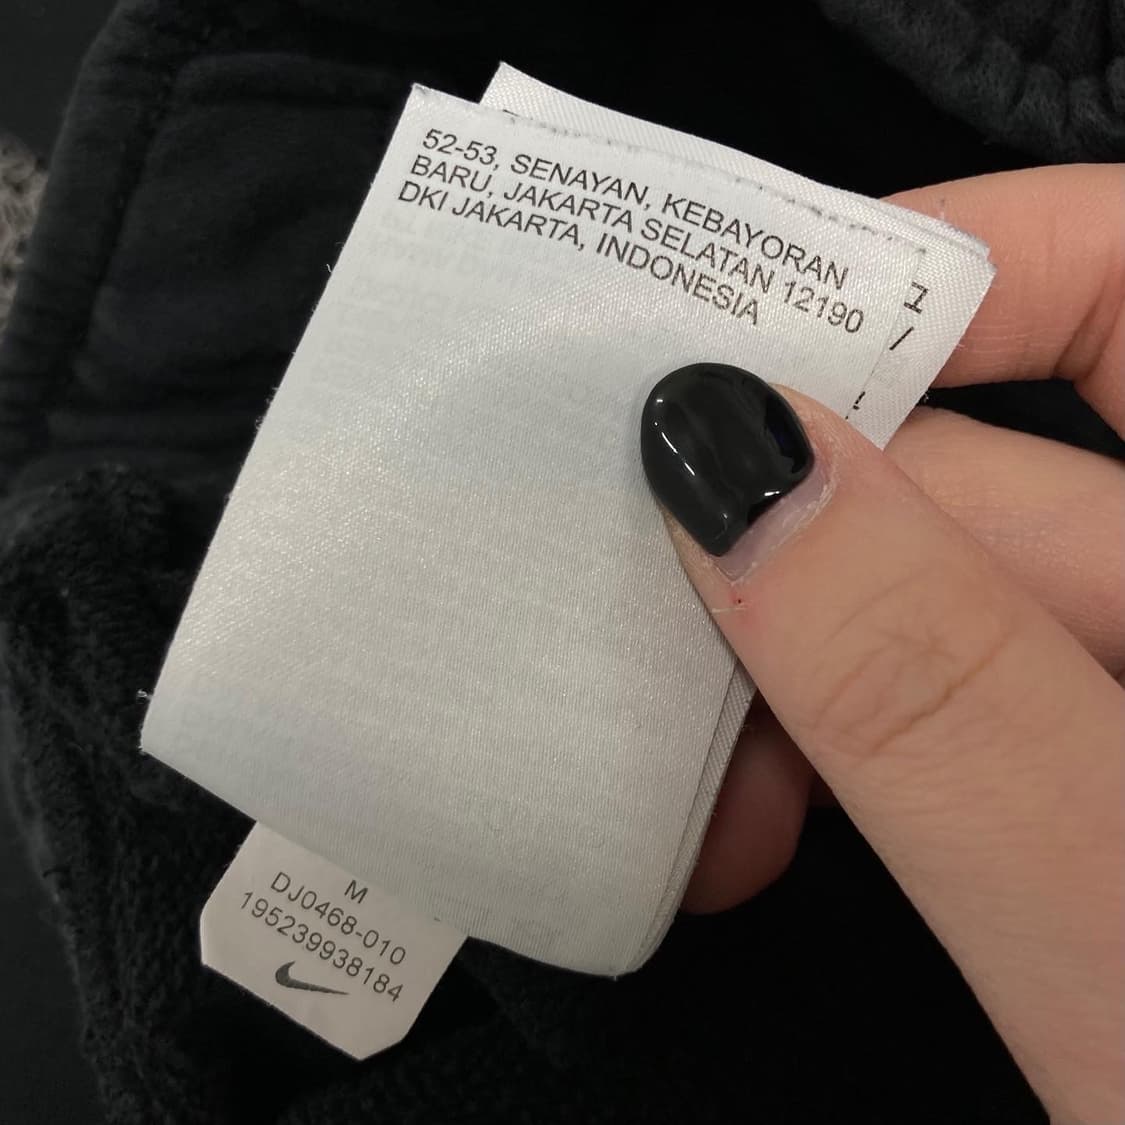 52-53, SENAYAN, KEBAYORAN
BARU, JAKARTA SELATAN 12190
DKI JAKARTA, INDONESIA
M
DJ0468-010
195239938184